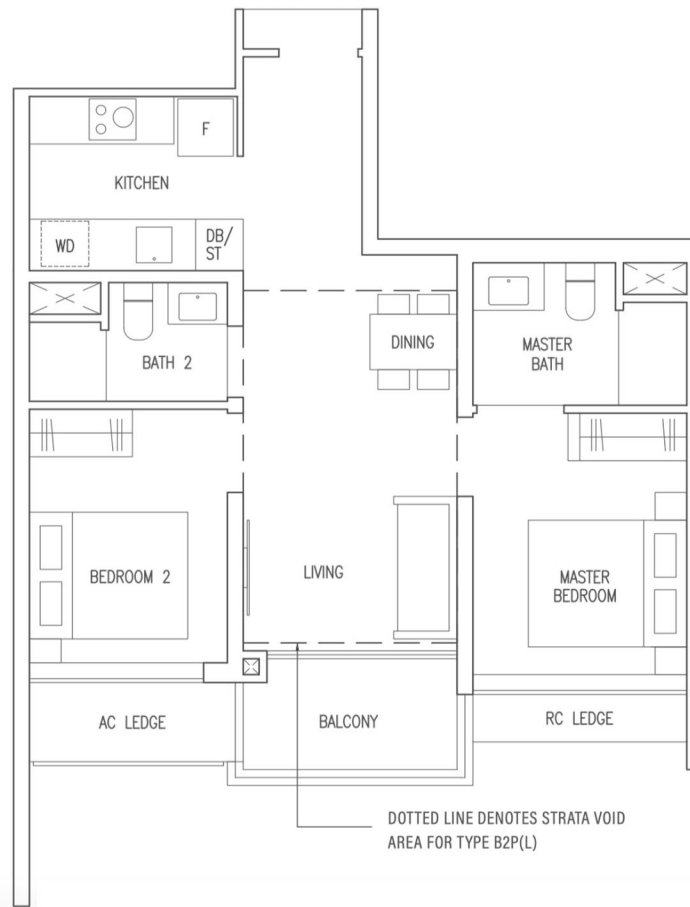 F
KITCHEN
WD
DB/
ST
DINING
MASTER
BATH
BATH 2
BEDROOM 2
LIVING
MASTER
BEDROOM
AC LEDGE
BALCONY
RC LEDGE
DOTTED LINE DENOTES STRATA VOID
AREA FOR TYPE B2P(L)